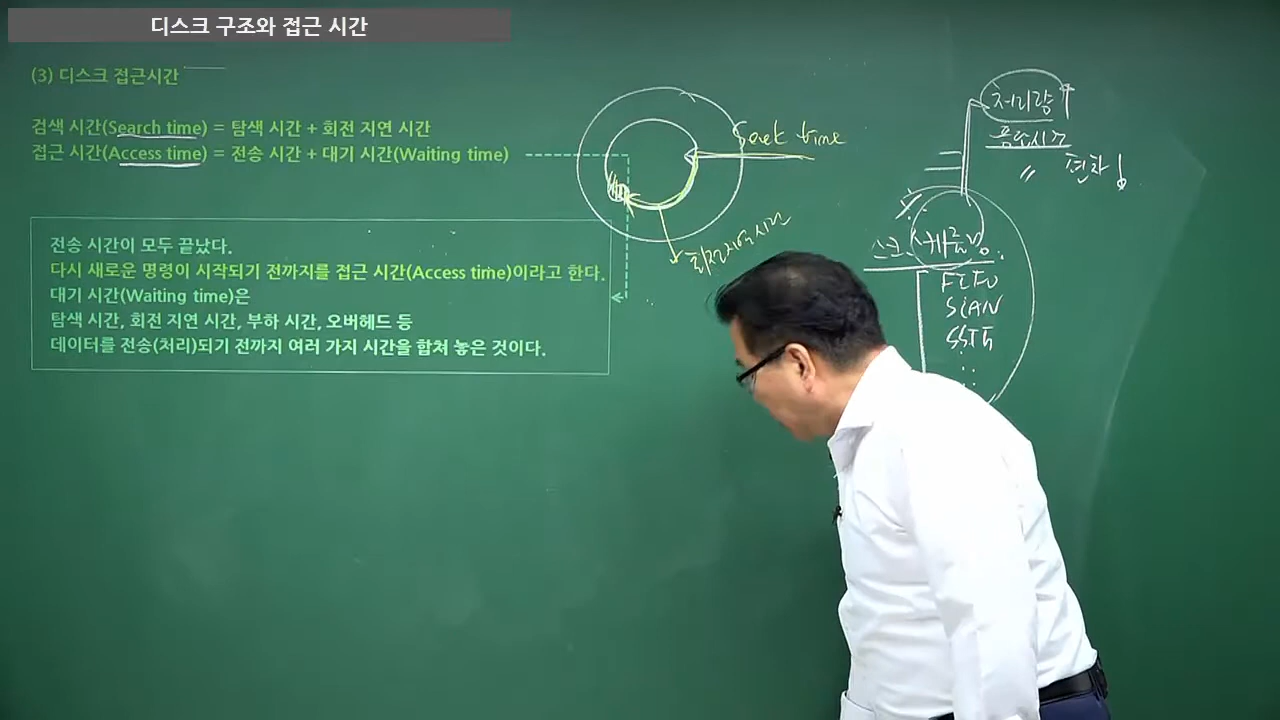 디스크 구조와 접근 시간
(3) 디스크 접근시간
검색 시간(Search time) = 탐색 시간 + 회전 지연 시간
접근 시간(Access time) = 전송 시간 + 대기 시간(Waiting time)
전송 시간이 모두 끝났다.
다시 새로운 명령이 시작되기 전까지를 접근 시간(Access time)이라고 한다.
대기 시간(Waiting time)은
탐색 시간, 회전 지연 시간, 부하 시간, 오버헤드 등
데이터를 전송(처리)되기 전까지 여러 가지 시간을 합쳐 놓은 것이다.
Seek time
회전지연시간
처리량↑
〃 편차!
스케쥴링
FCFS
SCAN